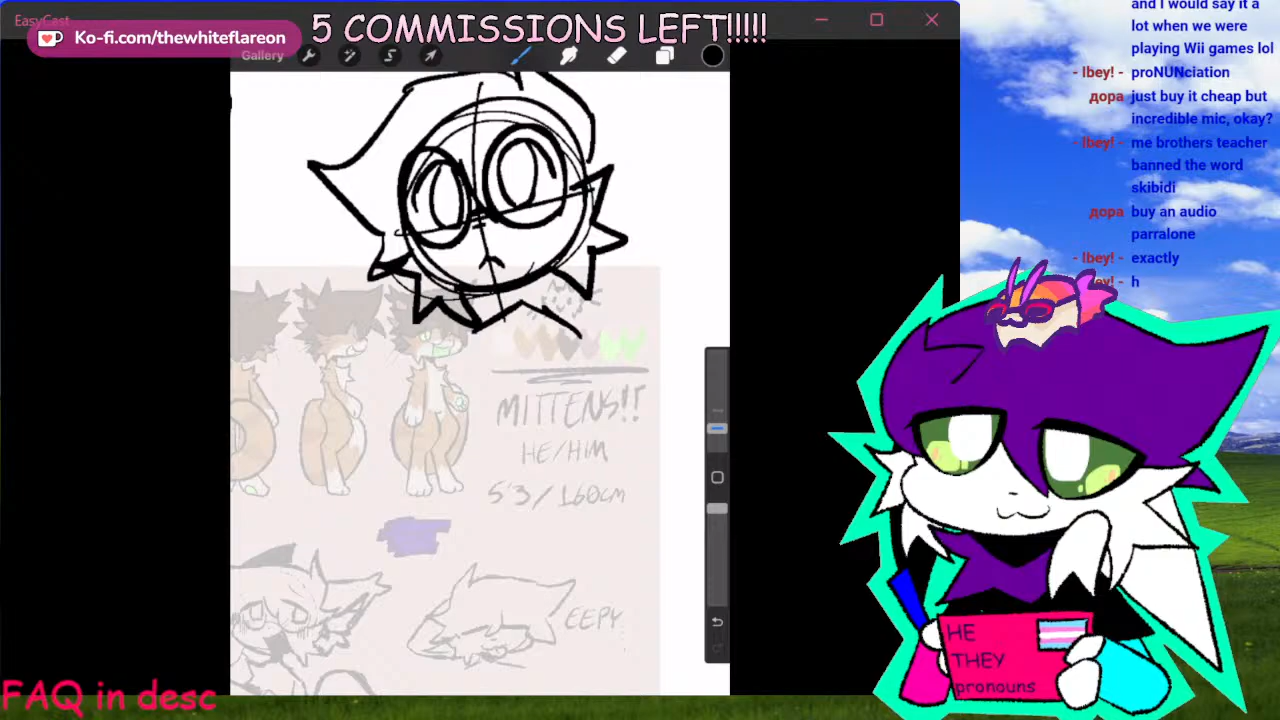 EasyCast
Ko-fi.com/thewhiteflareon
5 COMMISSIONS LEFT!!!!!
Gallery
and I would say it a
lot when we were
playing Wii games lol
- Ibey! - proNUNciation
дора just buy it cheap but
incredible mic, okay?
- Ibey! - me brothers teacher
banned the word
skibidi
дора buy an audio
parralone
- Ibey! - exactly
h
MITTENS!!
HE/HIM
5'3/160cm
EEPY
HE
THEY
pronouns
FAQ in desc